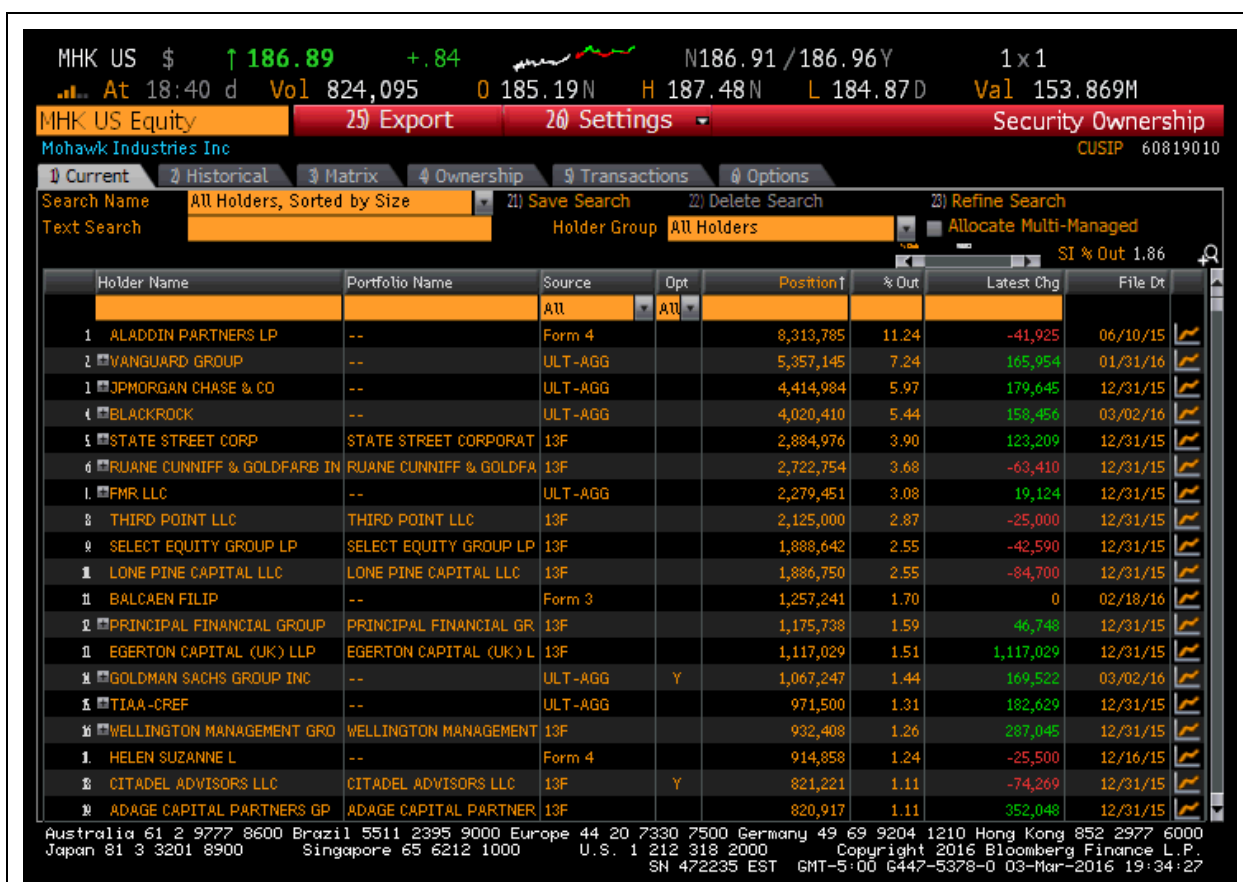 MHK US $ ↑ 186.89 +.84 N186.91/186.96Y 1x1
At 18:40 d Vol 824,095 O 185.19N H 187.48N L 184.87D Val 153.869M
MHK US Equity 25) Export 26) Settings Security Ownership
Mohawk Industries Inc CUSIP 60819010
1) Current 2) Historical 3) Matrix 4) Ownership 5) Transactions 6) Options
Search Name All Holders, Sorted by Size 21) Save Search 22) Delete Search 23) Refine Search
Text Search Holder Group All Holders Allocate Multi-Managed
SI % Out 1.86
Holder Name Portfolio Name Source Opt Position↑ % Out Latest Chg File Dt
All All
1 ALADDIN PARTNERS LP -- Form 4 8,313,785 11.24 -41,925 06/10/15
2 VANGUARD GROUP -- ULT-AGG 5,357,145 7.24 165,954 01/31/16
JPMORGAN CHASE & CO -- ULT-AGG 4,414,984 5.97 179,645 12/31/15
BLACKROCK -- ULT-AGG 4,020,410 5.44 158,456 03/02/16
STATE STREET CORP STATE STREET CORPORAT 13F 2,884,976 3.90 123,209 12/31/15
6 RUANE CUNNIFF & GOLDFARB IN RUANE CUNNIFF & GOLDFA 13F 2,722,754 3.68 -63,410 12/31/15
FMR LLC -- ULT-AGG 2,279,451 3.08 19,124 12/31/15
8 THIRD POINT LLC THIRD POINT LLC 13F 2,125,000 2.87 -25,000 12/31/15
9 SELECT EQUITY GROUP LP SELECT EQUITY GROUP LP 13F 1,888,642 2.55 -42,590 12/31/15
LONE PINE CAPITAL LLC LONE PINE CAPITAL LLC 13F 1,886,750 2.55 -84,700 12/31/15
11 BALCAEN FILIP -- Form 3 1,257,241 1.70 0 02/18/16
PRINCIPAL FINANCIAL GROUP PRINCIPAL FINANCIAL GR 13F 1,175,738 1.59 46,748 12/31/15
EGERTON CAPITAL (UK) LLP EGERTON CAPITAL (UK) L 13F 1,117,029 1.51 1,117,029 12/31/15
GOLDMAN SACHS GROUP INC -- ULT-AGG Y 1,067,247 1.44 169,522 03/02/16
TIAA-CREF -- ULT-AGG 971,500 1.31 182,629 12/31/15
16 WELLINGTON MANAGEMENT GRO WELLINGTON MANAGEMENT 13F 932,408 1.26 287,045 12/31/15
HELEN SUZANNE L -- Form 4 914,858 1.24 -25,500 12/16/15
CITADEL ADVISORS LLC CITADEL ADVISORS LLC 13F Y 821,221 1.11 -74,269 12/31/15
ADAGE CAPITAL PARTNERS GP ADAGE CAPITAL PARTNER 13F 820,917 1.11 352,048 12/31/15
Australia 61 2 9777 8600 Brazil 5511 2395 9000 Europe 44 20 7330 7500 Germany 49 69 9204 1210 Hong Kong 852 2977 6000
Japan 81 3 3201 8900 Singapore 65 6212 1000 U.S. 1 212 318 2000 Copyright 2016 Bloomberg Finance L.P.
SN 472235 EST GMT-5:00 G447-5378-0 03-Mar-2016 19:34:27